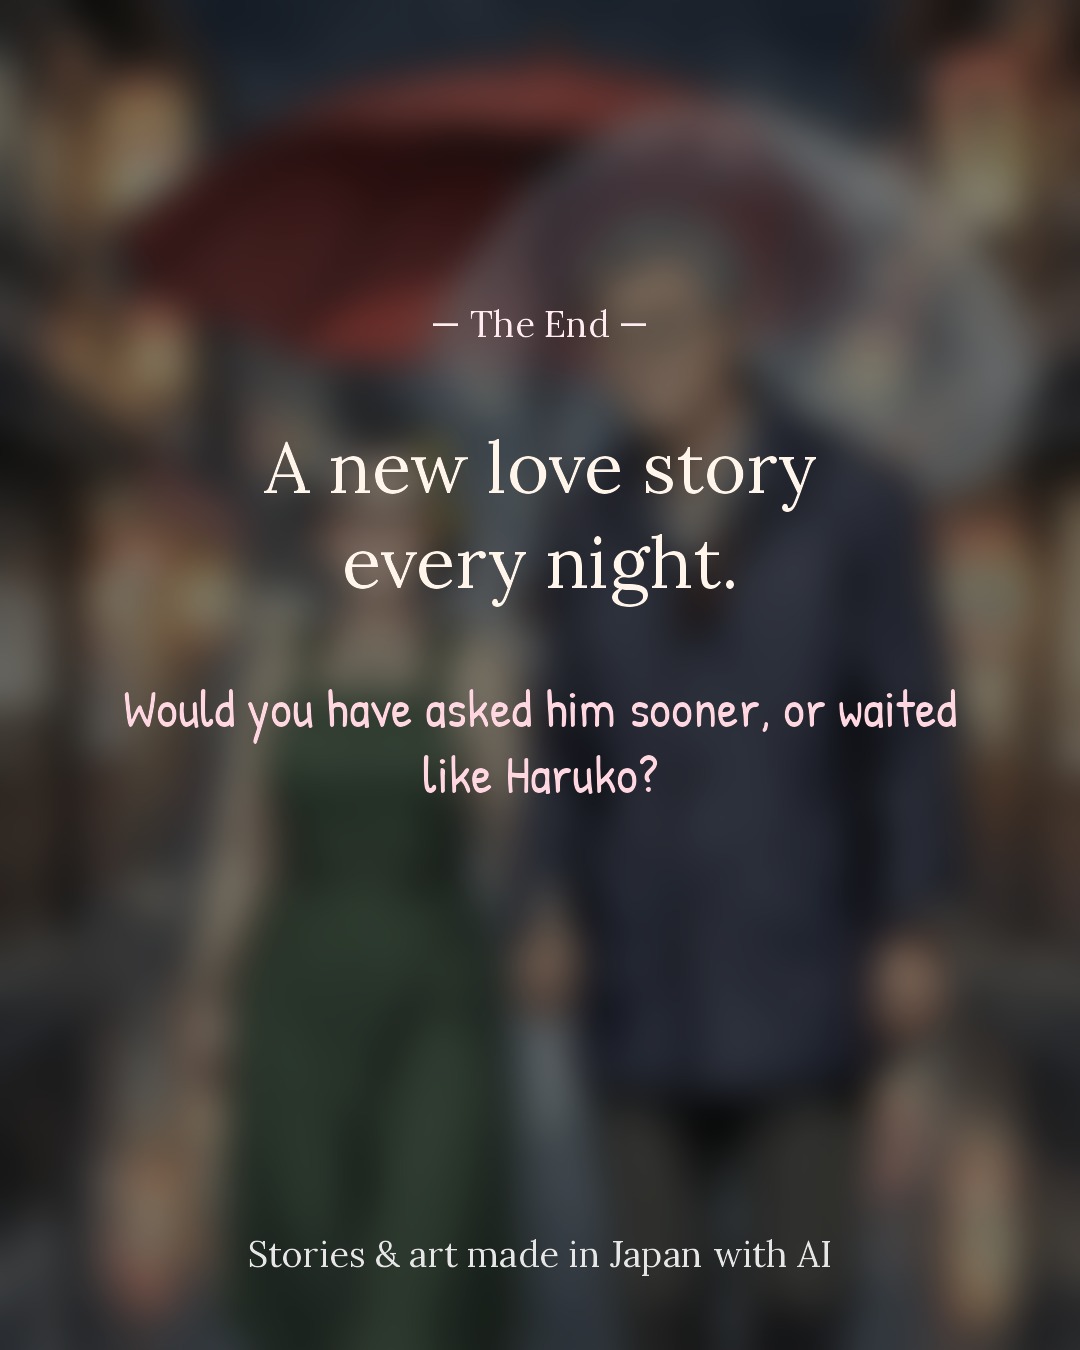 — The End —
A new love story
every night.
Would you have asked him sooner, or waited
like Haruko?
Stories & art made in Japan with AI